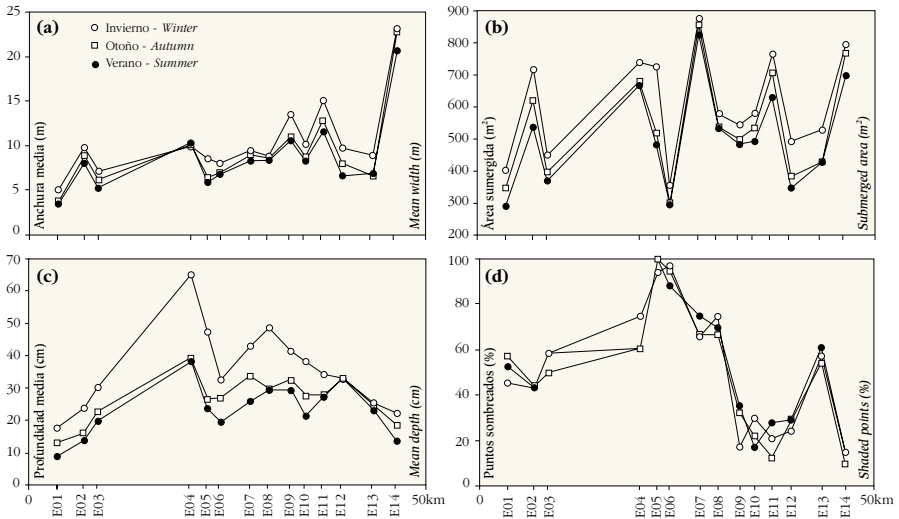 (a)
Invierno - Winter
Otoño - Autumn
Verano - Summer
25
20
15
10
5
0
Anchura media (m)
Mean width (m)
(b)
900
800
700
600
500
400
300
200
Área sumergida (m²)
Submerged area (m²)
(c)
70
60
50
40
30
20
10
0
Profundidad media (cm)
Mean depth (cm)
0
E01
E02
E03
E04
E05
E06
E07
E08
E09
E10
E11
E12
E13
E14
50km
(d)
100
80
60
40
20
0
Puntos sombreados (%)
Shaded points (%)
0
E01
E02
E03
E04
E05
E06
E07
E08
E09
E10
E11
E12
E13
E14
50 km